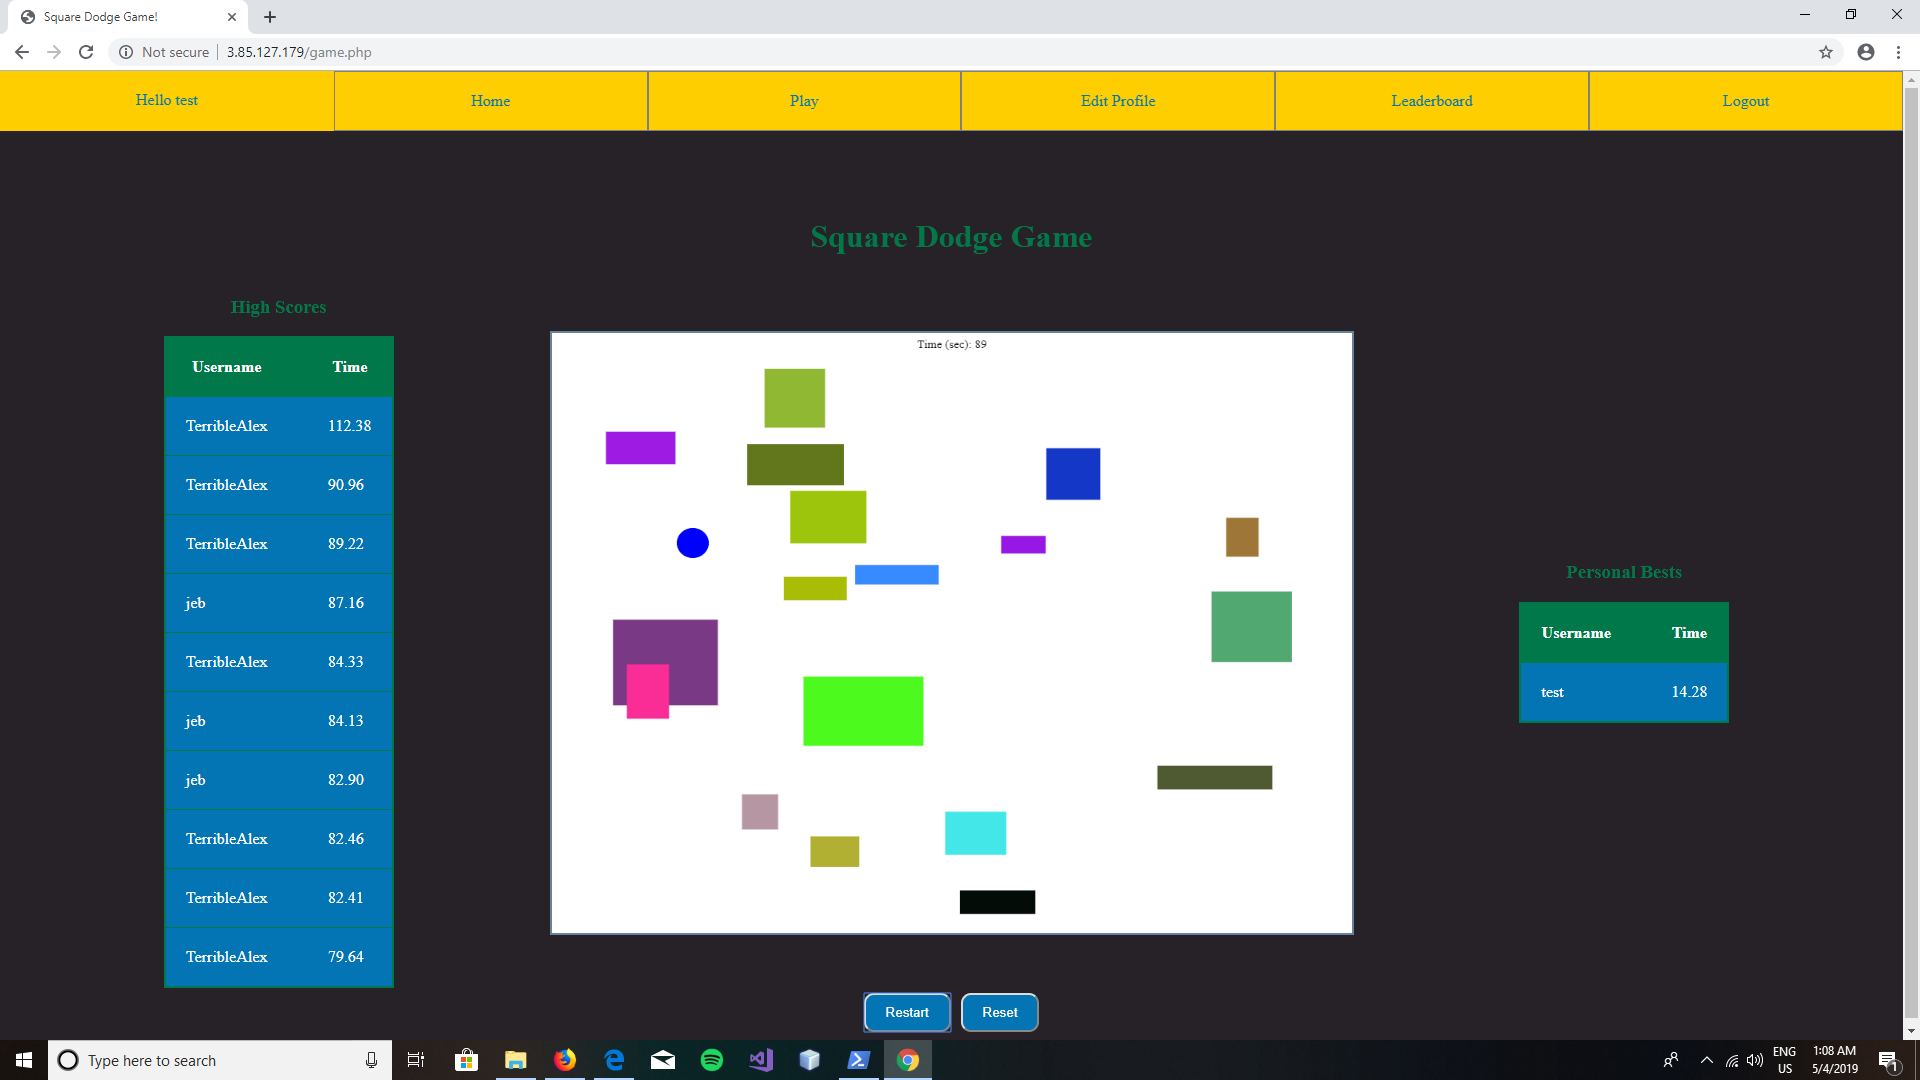 Square Dodge Game!
Not secure
3.85.127.179/game.php
Hello test
Home
Play
Edit Profile
Leaderboard
Logout
Square Dodge Game
High Scores
Username Time
TerribleAlex 112.38
TerribleAlex 90.96
TerribleAlex 89.22
jeb 87.16
TerribleAlex 84.33
jeb 84.13
jeb 82.90
TerribleAlex 82.46
TerribleAlex 82.41
TerribleAlex 79.64
Time (sec): 89
Personal Bests
Username Time
test 14.28
Restart
Reset
Type here to search
ENG
US
1:08 AM
5/4/2019
1